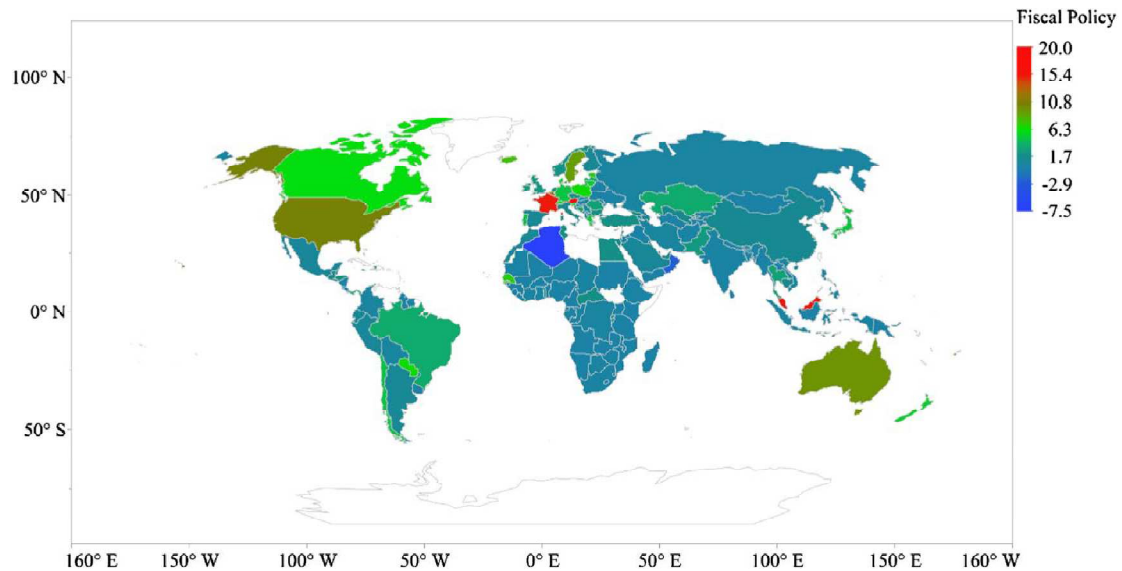 Fiscal Policy
20.0
15.4
10.8
6.3
1.7
-2.9
-7.5
100° N
50° N
0° N
50° S
160° E
150° W
100° W
50° W
0° E
50° E
100° E
150° E
160° W